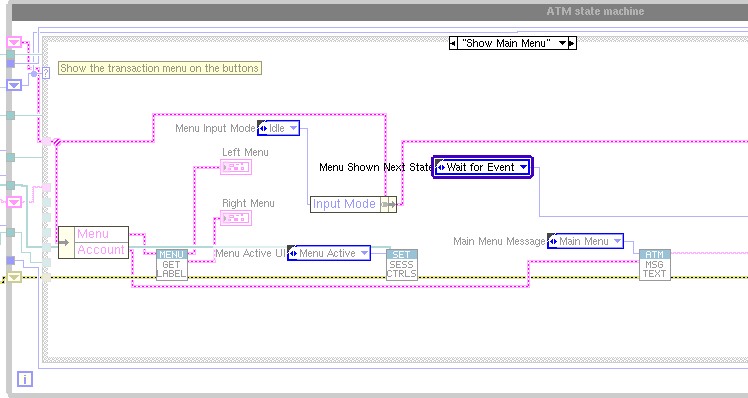 ATM state machine
"Show Main Menu"
Show the transaction menu on the buttons
?
Menu Input Mode
Idle
Left Menu
Menu Shown Next State
Wait for Event
Right Menu
Input Mode
Menu
Account
Main Menu Message
Main Menu
MENU
GET
LABEL
Menu Active UI
Menu Active
SET
SESS
CTRLS
ATM
MSG
TEXT
i